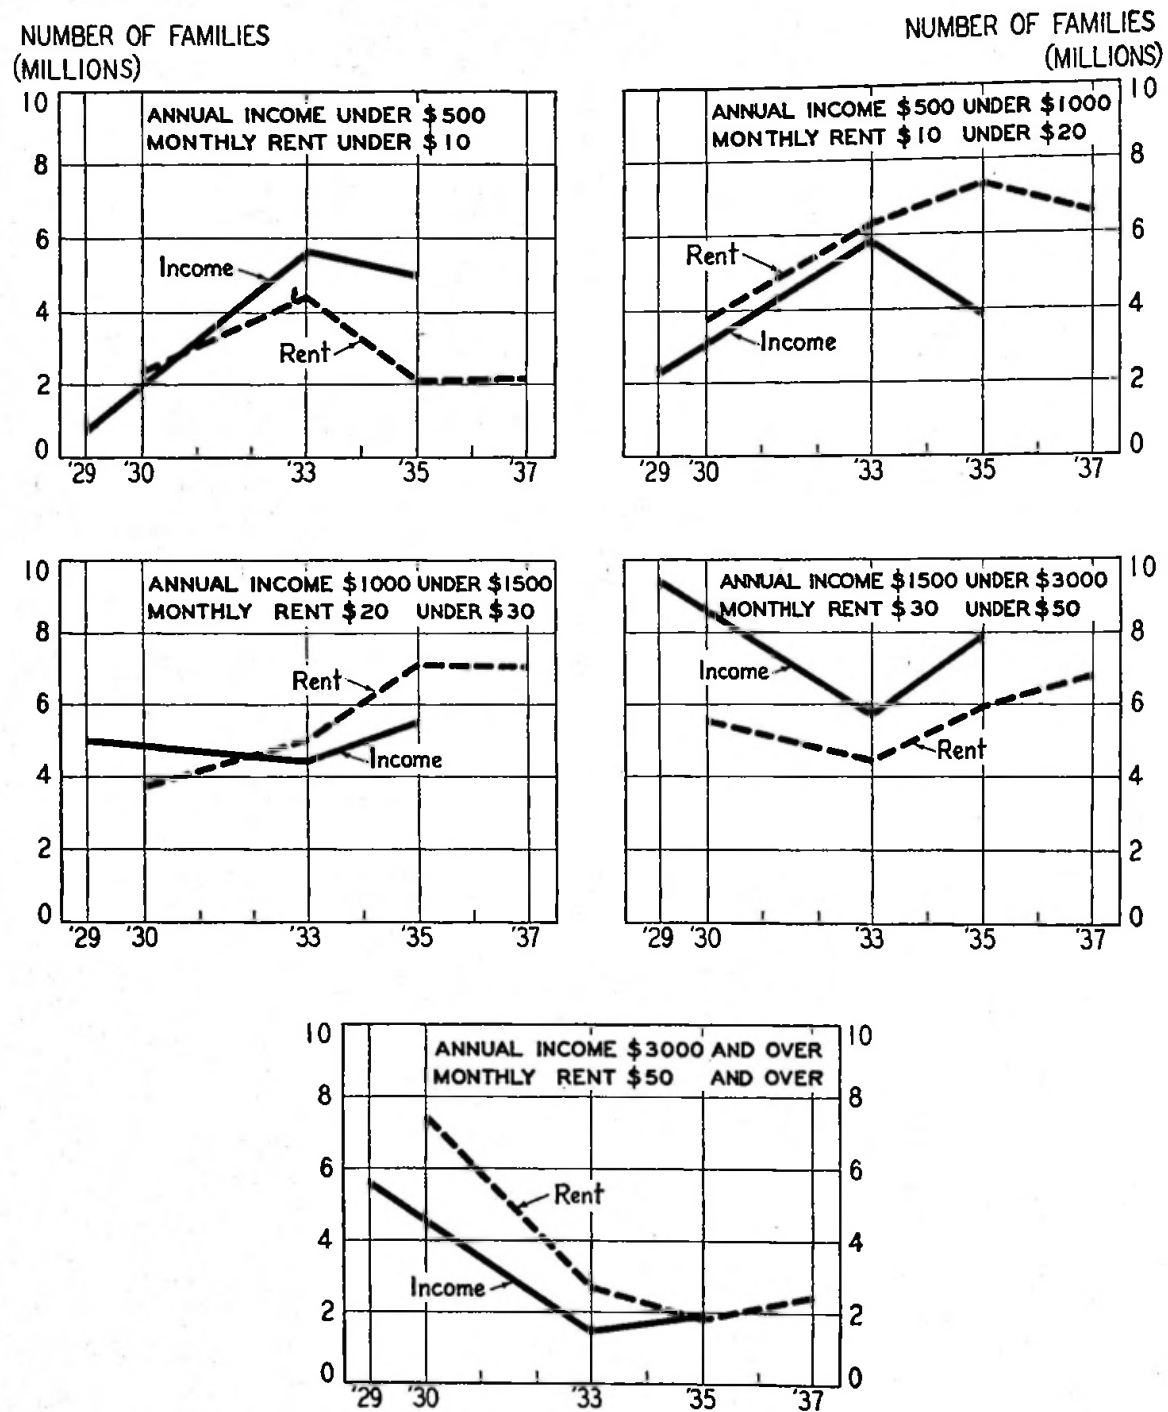 NUMBER OF FAMILIES
(MILLIONS)
NUMBER OF FAMILIES
(MILLIONS)
ANNUAL INCOME UNDER $500
MONTHLY RENT UNDER $10
10
8
6
4
2
0
Income
Rent
'29 '30 '33 '35 '37
ANNUAL INCOME $500 UNDER $1000
MONTHLY RENT $10 UNDER $20
10
8
6
4
2
0
Rent
Income
'29 '30 '33 '35 '37
ANNUAL INCOME $1000 UNDER $1500
MONTHLY RENT $20 UNDER $30
10
8
6
4
2
0
Rent
Income
'29 '30 '33 '35 '37
ANNUAL INCOME $1500 UNDER $3000
MONTHLY RENT $30 UNDER $50
10
8
6
4
2
0
Income
Rent
'29 '30 '33 '35 '37
ANNUAL INCOME $3000 AND OVER
MONTHLY RENT $50 AND OVER
10 10
8 8
6 6
4 4
2 2
0 0
Rent
Income
'29 '30 '33 '35 '37